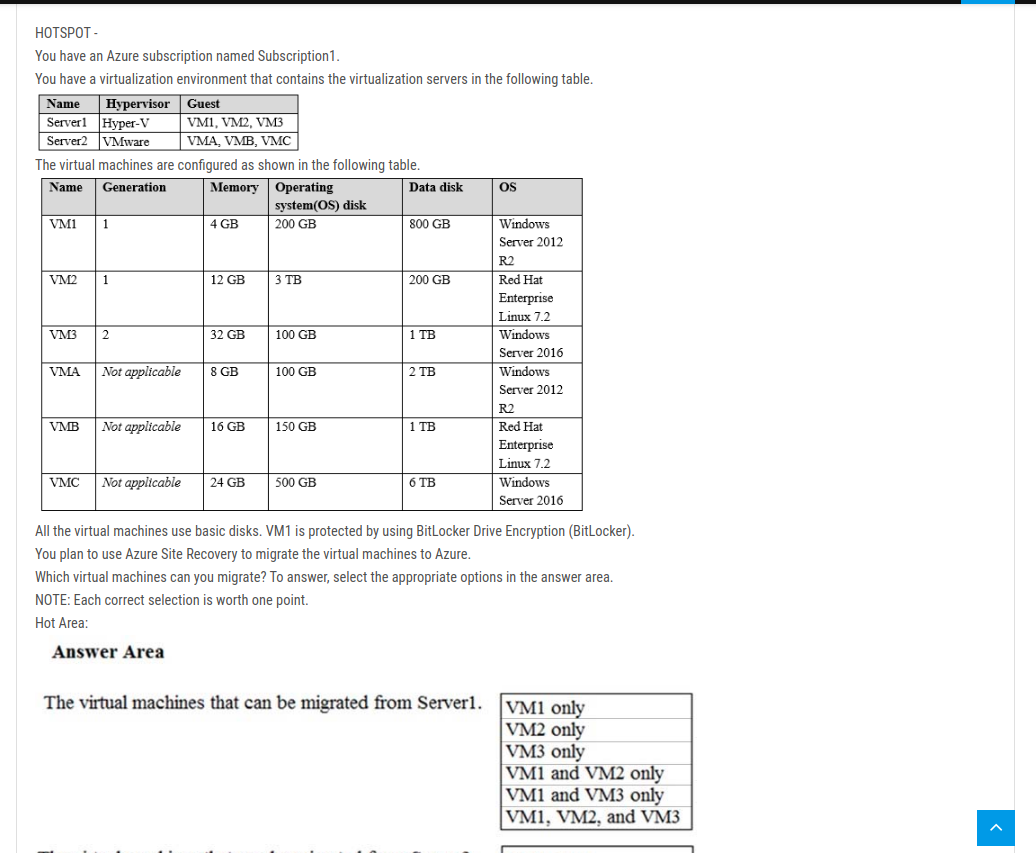 HOTSPOT -
You have an Azure subscription named Subscription1.
You have a virtualization environment that contains the virtualization servers in the following table.
Name Hypervisor Guest
Server1 Hyper-V VM1, VM2, VM3
Server2 VMware VMA, VMB, VMC
The virtual machines are configured as shown in the following table.
Name Generation Memory Operating Data disk OS
system(OS) disk
VM1 1 4 GB 200 GB 800 GB Windows
Server 2012
R2
VM2 1 12 GB 3 TB 200 GB Red Hat
Enterprise
Linux 7.2
VM3 2 32 GB 100 GB 1 TB Windows
Server 2016
VMA Not applicable 8 GB 100 GB 2 TB Windows
Server 2012
R2
VMB Not applicable 16 GB 150 GB 1 TB Red Hat
Enterprise
Linux 7.2
VMC Not applicable 24 GB 500 GB 6 TB Windows
Server 2016
All the virtual machines use basic disks. VM1 is protected by using BitLocker Drive Encryption (BitLocker).
You plan to use Azure Site Recovery to migrate the virtual machines to Azure.
Which virtual machines can you migrate? To answer, select the appropriate options in the answer area.
NOTE: Each correct selection is worth one point.
Hot Area:
Answer Area
The virtual machines that can be migrated from Server1.
VM1 only
VM2 only
VM3 only
VM1 and VM2 only
VM1 and VM3 only
VM1, VM2, and VM3